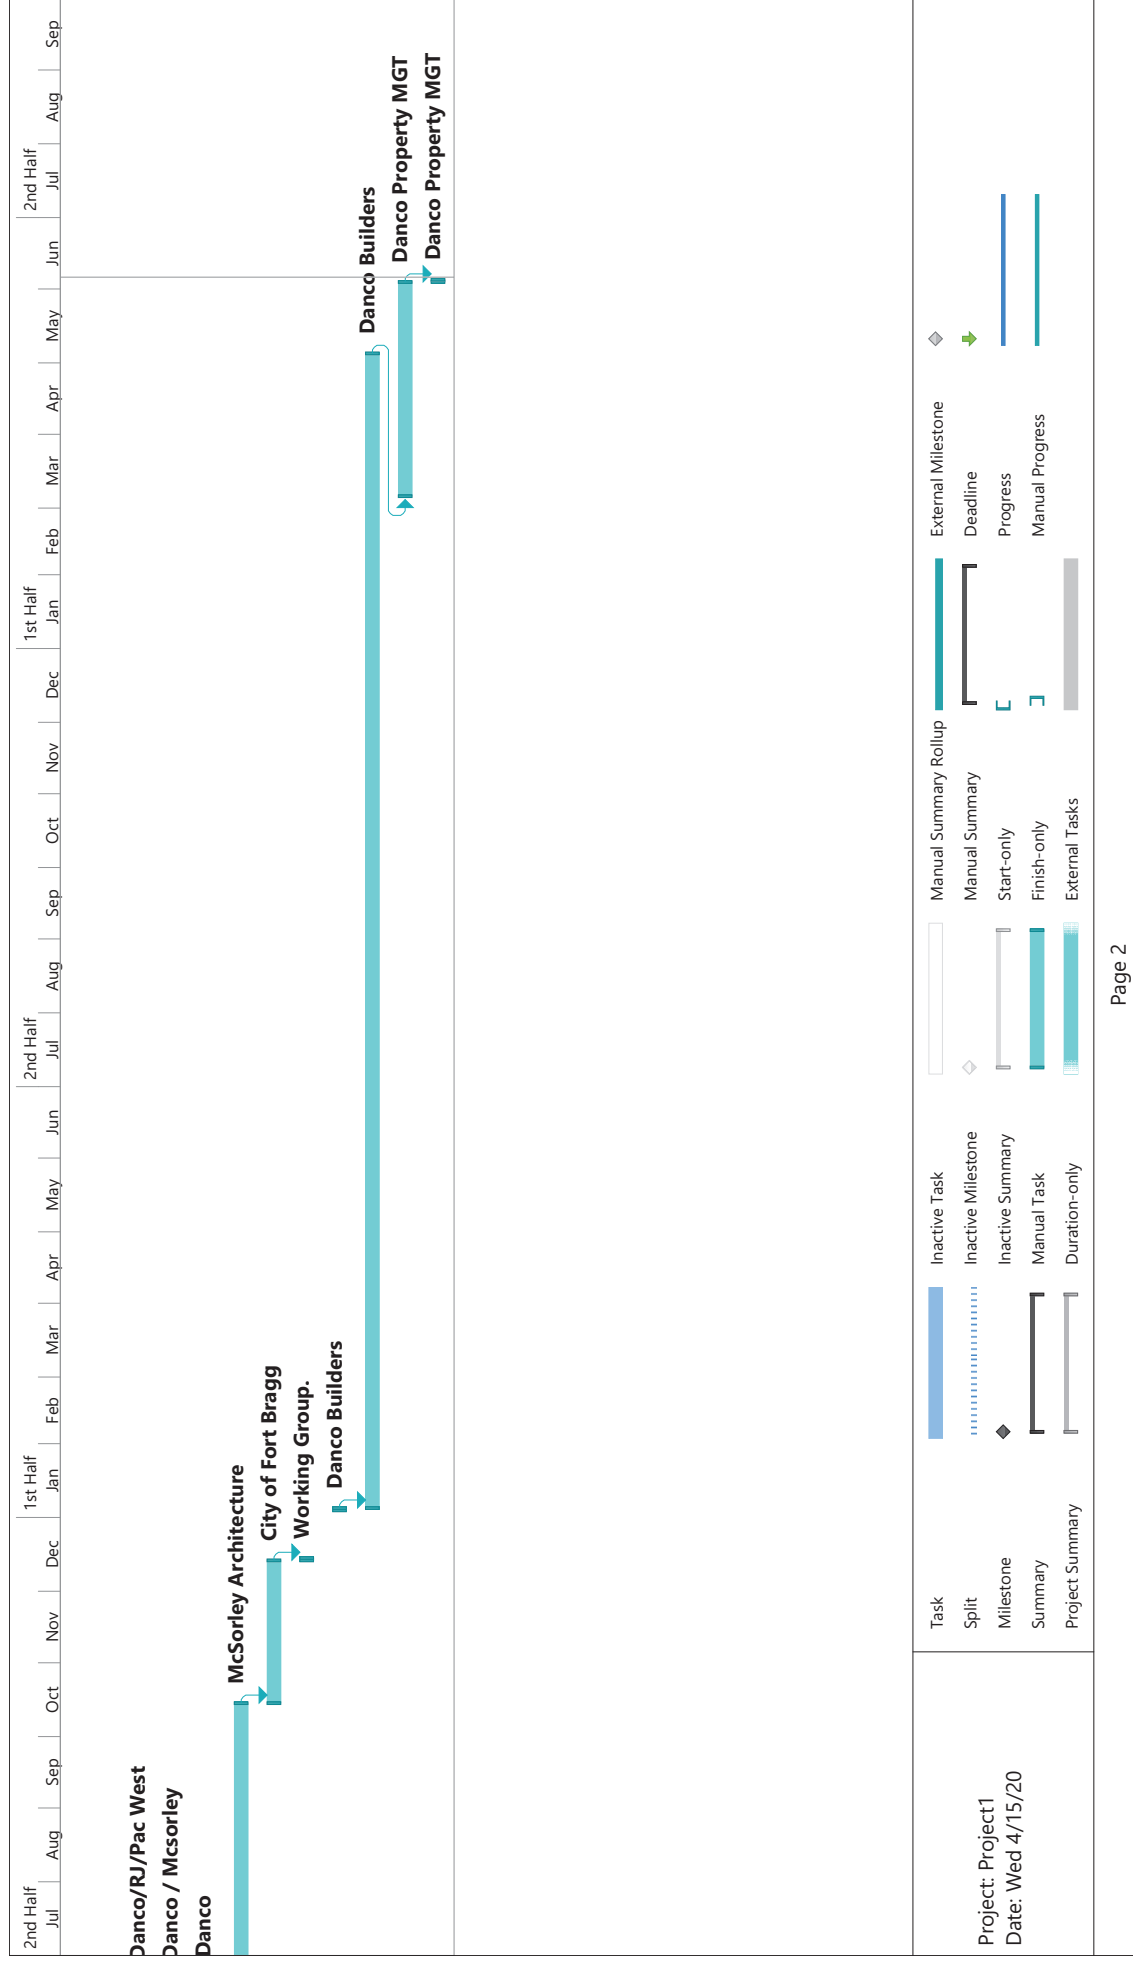 2nd Half 1st Half 2nd Half 1st Half 2nd Half
Jul Aug Sep Oct Nov Dec Jan Feb Mar Apr May Jun Jul Aug Sep Oct Nov Dec Jan Feb Mar Apr May Jun Jul Aug Sep
Danco/RJ/Pac West
Danco / Mcsorley
Danco
McSorley Architecture
City of Fort Bragg
Working Group.
Danco Builders
Danco Builders
Danco Property MGT
Danco Property MGT
Project: Project1
Date: Wed 4/15/20
Task
Split
Milestone
Summary
Project Summary
Inactive Task
Inactive Milestone
Inactive Summary
Manual Task
Duration-only
Manual Summary Rollup
Manual Summary
Start-only
Finish-only
External Tasks
External Milestone
Deadline
Progress
Manual Progress
Page 2